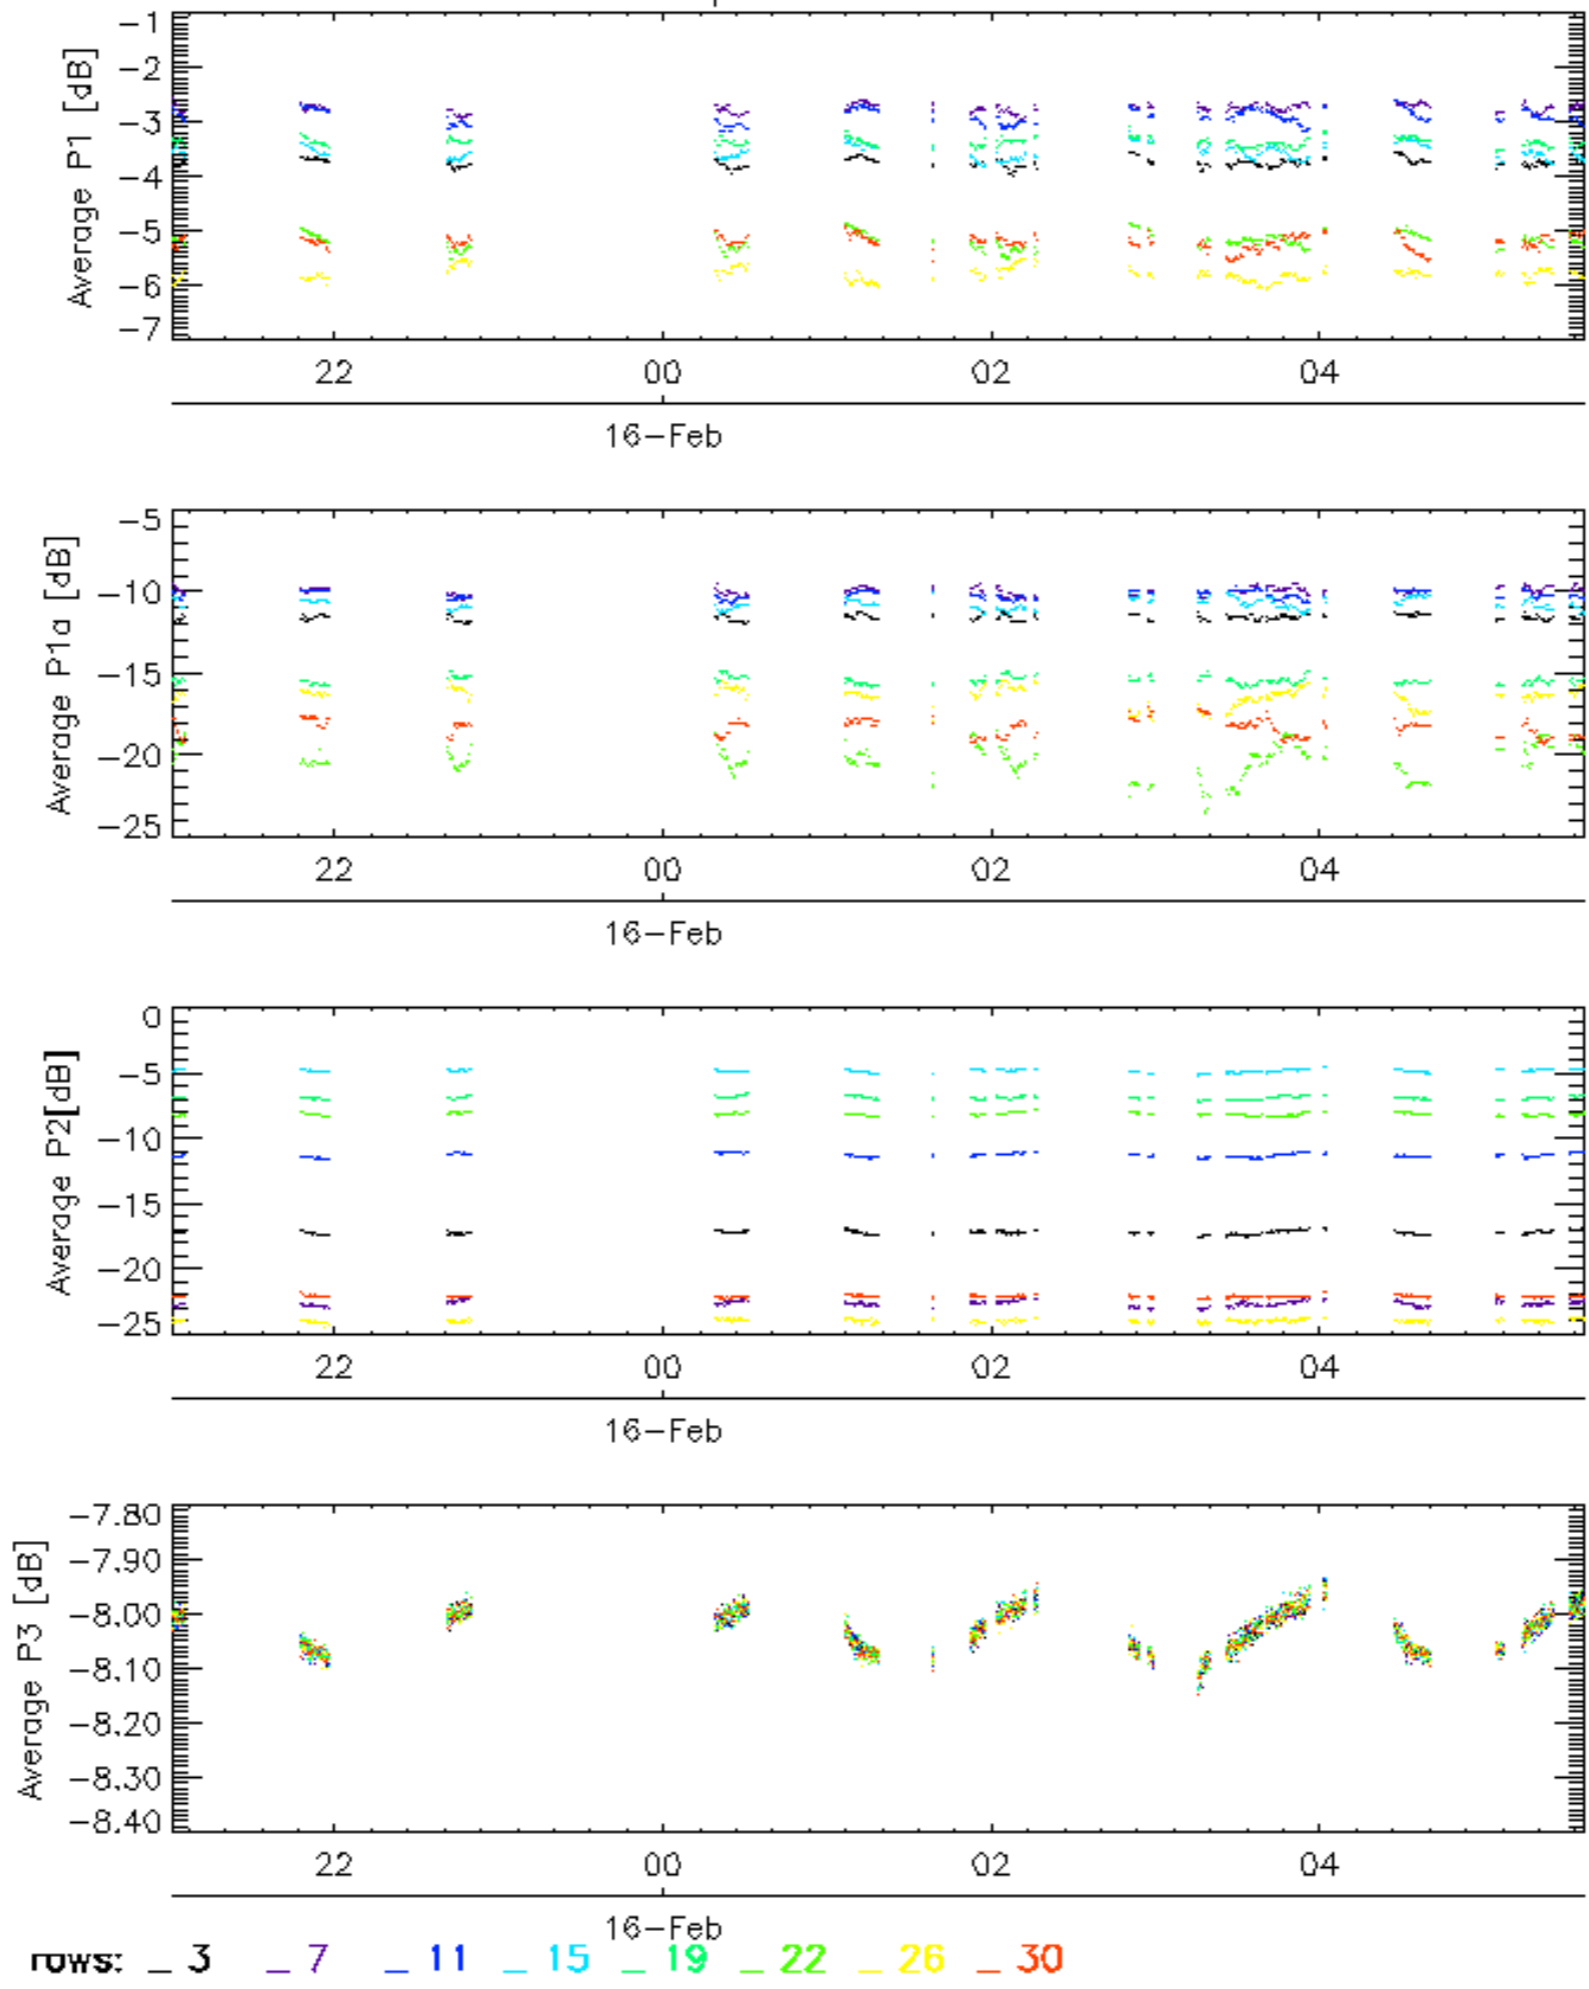 -1
-2
-3
-4
-5
-6
-7
Average P1 [dB]
22 00 02 04
16-Feb
-5
-10
-15
-20
-25
Average P1a [dB]
22 00 02 04
16-Feb
0
-5
-10
-15
-20
-25
Average P2[dB]
22 00 02 04
16-Feb
-7.80
-7.90
-8.00
-8.10
-8.20
-8.30
-8.40
Average P3 [dB]
22 00 02 04
16-Feb
rows: _ 3 _ 7 _ 11 _ 15 _ 19 _ 22 _ 26 _ 30